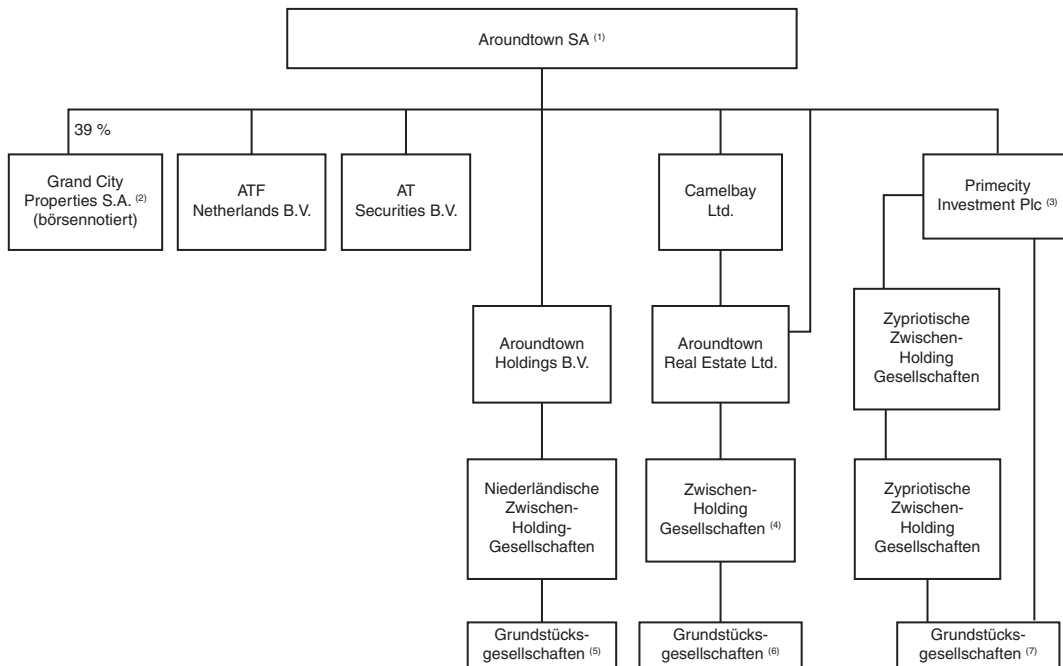 Aroundtown SA (1)
39 %
Grand City
Properties S.A. (2)
(börsennotiert)
ATF
Netherlands B.V.
AT
Securities B.V.
Camelbay
Ltd.
Primecity
Investment Plc (3)
Aroundtown
Holdings B.V.
Aroundtown
Real Estate Ltd.
Zypriotische
Zwischen-
Holding
Gesellschaften
Niederländische
Zwischen-
Holding-
Gesellschaften
Zwischen-
Holding
Gesellschaften (4)
Zypriotische
Zwischen-
Holding
Gesellschaften
Grundstücks-
gesellschaften (5)
Grundstücks-
gesellschaften (6)
Grundstücks-
gesellschaften (7)